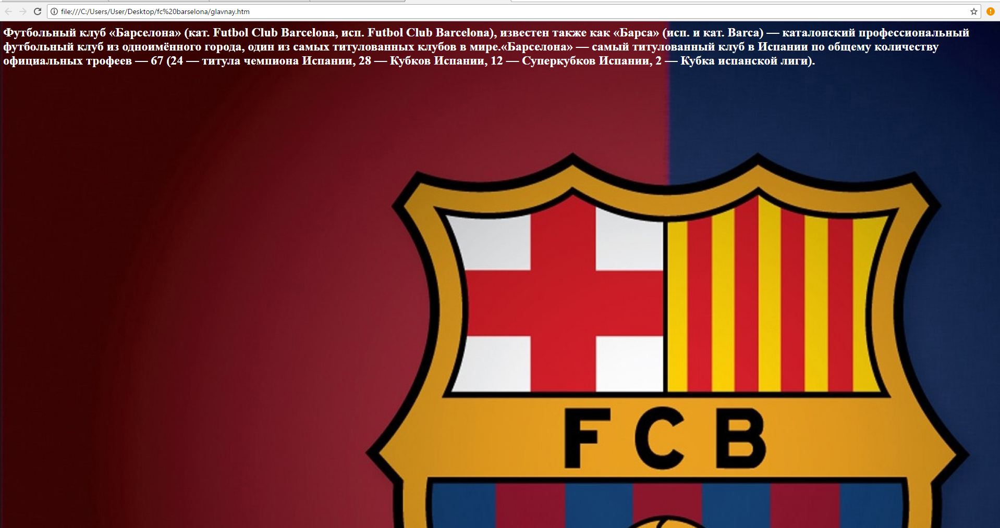 file:///C:/Users/User/Desktop/fc%20barselona/glavnay.htm
Футбольный клуб «Барселона» (кат. Futbol Club Barcelona, исп. Futbol Club Barcelona), известен также как «Барса» (исп. и кат. Barca) — каталонский профессиональный
футбольный клуб из одноимённого города, один из самых титулованных клубов в мире.«Барселона» — самый титулованный клуб в Испании по общему количеству
официальных трофеев — 67 (24 — титула чемпиона Испании, 28 — Кубков Испании, 12 — Суперкубков Испании, 2 — Кубка испанской лиги).
FCB